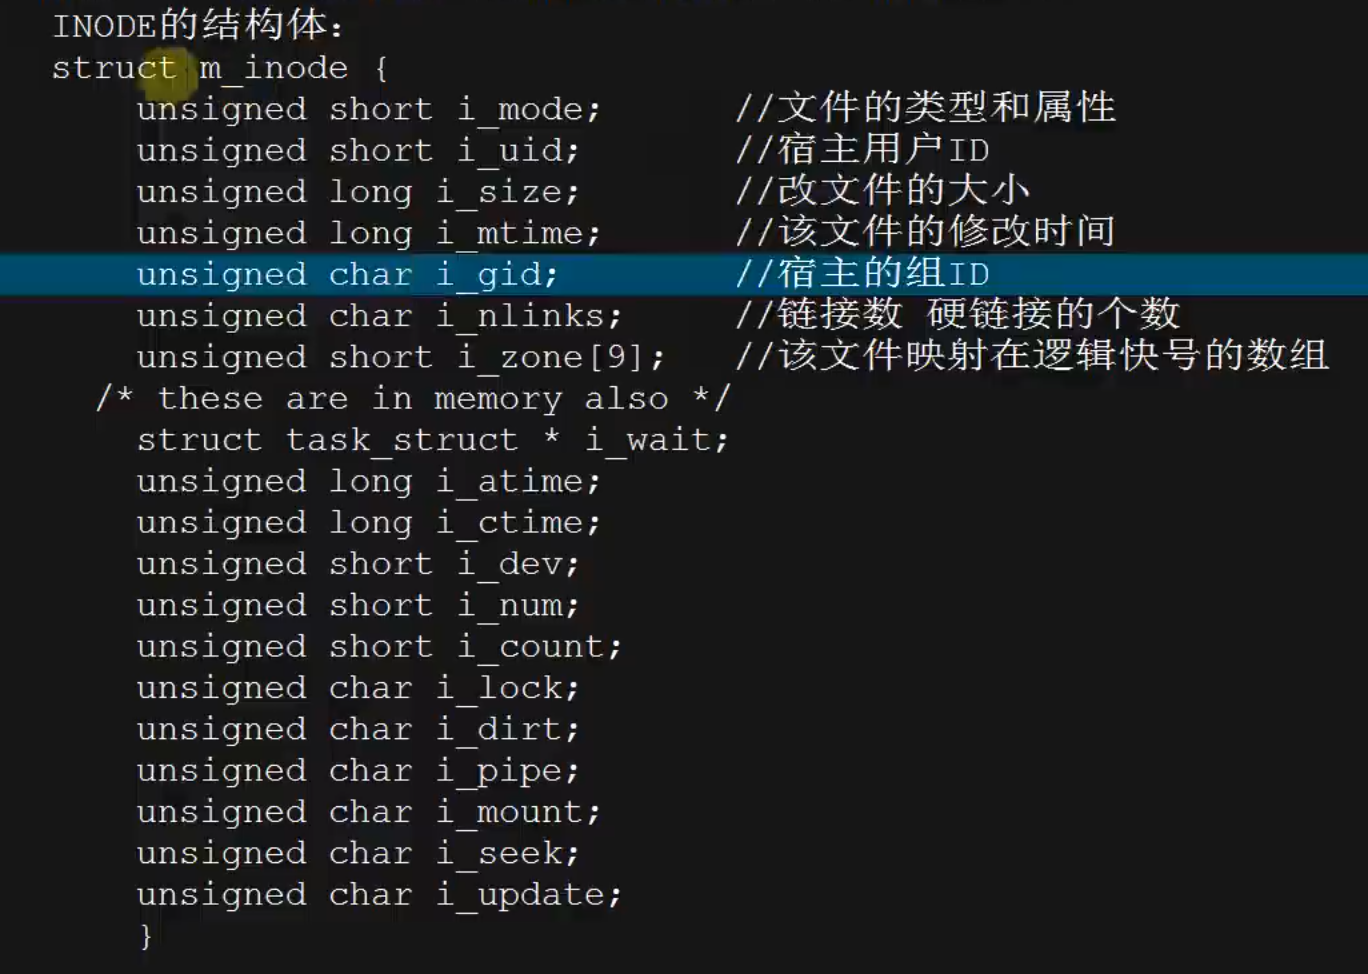 INODE的结构体：
struct m_inode {
unsigned short i_mode; //文件的类型和属性
unsigned short i_uid; //宿主用户ID
unsigned long i_size; //改文件的大小
unsigned long i_mtime; //该文件的修改时间
unsigned char i_gid; //宿主的组ID
unsigned char i_nlinks; //链接数 硬链接的个数
unsigned short i_zone[9]; //该文件映射在逻辑快号的数组
/* these are in memory also */
struct task_struct * i_wait;
unsigned long i_atime;
unsigned long i_ctime;
unsigned short i_dev;
unsigned short i_num;
unsigned short i_count;
unsigned char i_lock;
unsigned char i_dirt;
unsigned char i_pipe;
unsigned char i_mount;
unsigned char i_seek;
unsigned char i_update;
}